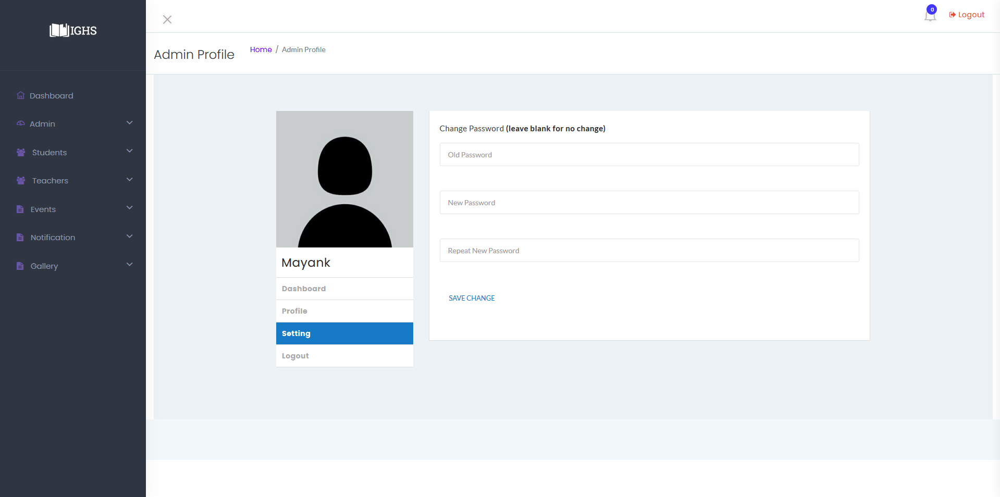 IGHS
Dashboard
Admin
Students
Teachers
Events
Notification
Gallery
0
Logout
Admin Profile
Home / Admin Profile
Mayank
Dashboard
Profile
Setting
Logout
Change Password (leave blank for no change)
Old Password
New Password
Repeat New Password
SAVE CHANGE